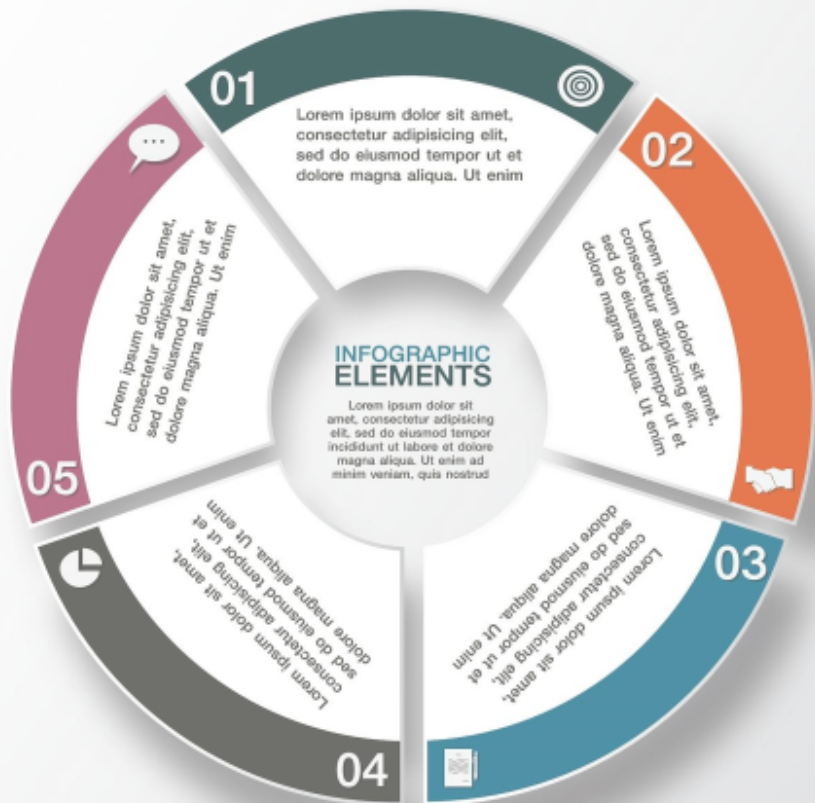 01
Lorem ipsum dolor sit amet,
consectetur adipisicing elit,
sed do eiusmod tempor ut et
dolore magna aliqua. Ut enim
02
Lorem ipsum dolor sit amet,
consectetur adipisicing elit,
sed do eiusmod tempor ut et
dolore magna aliqua. Ut enim
03
Lorem ipsum dolor sit amet,
consectetur adipisicing elit,
sed do eiusmod tempor ut et
dolore magna aliqua. Ut enim
04
Lorem ipsum dolor sit amet,
consectetur adipisicing elit,
sed do eiusmod tempor ut et
dolore magna aliqua. Ut enim
05
Lorem ipsum dolor sit amet,
consectetur adipisicing elit,
sed do eiusmod tempor ut et
dolore magna aliqua. Ut enim
INFOGRAPHIC
ELEMENTS
Lorem ipsum dolor sit
amet, consectetur adipisicing
elit, sed do eiusmod tempor
incididunt ut labore et dolore
magna aliqua. Ut enim ad
minim veniam, quis nostrud